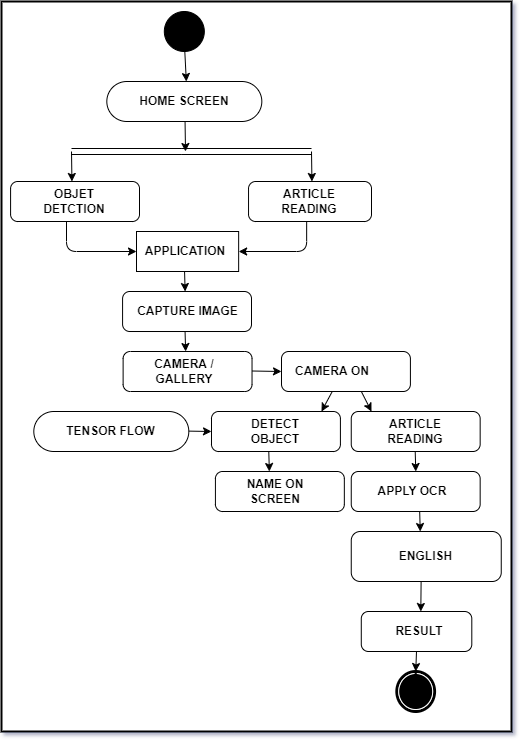 HOME SCREEN
OBJET
DETCTION
ARTICLE
READING
APPLICATION
CAPTURE IMAGE
CAMERA /
GALLERY
CAMERA ON
TENSOR FLOW
DETECT
OBJECT
ARTICLE
READING
NAME ON
SCREEN
APPLY OCR
ENGLISH
RESULT